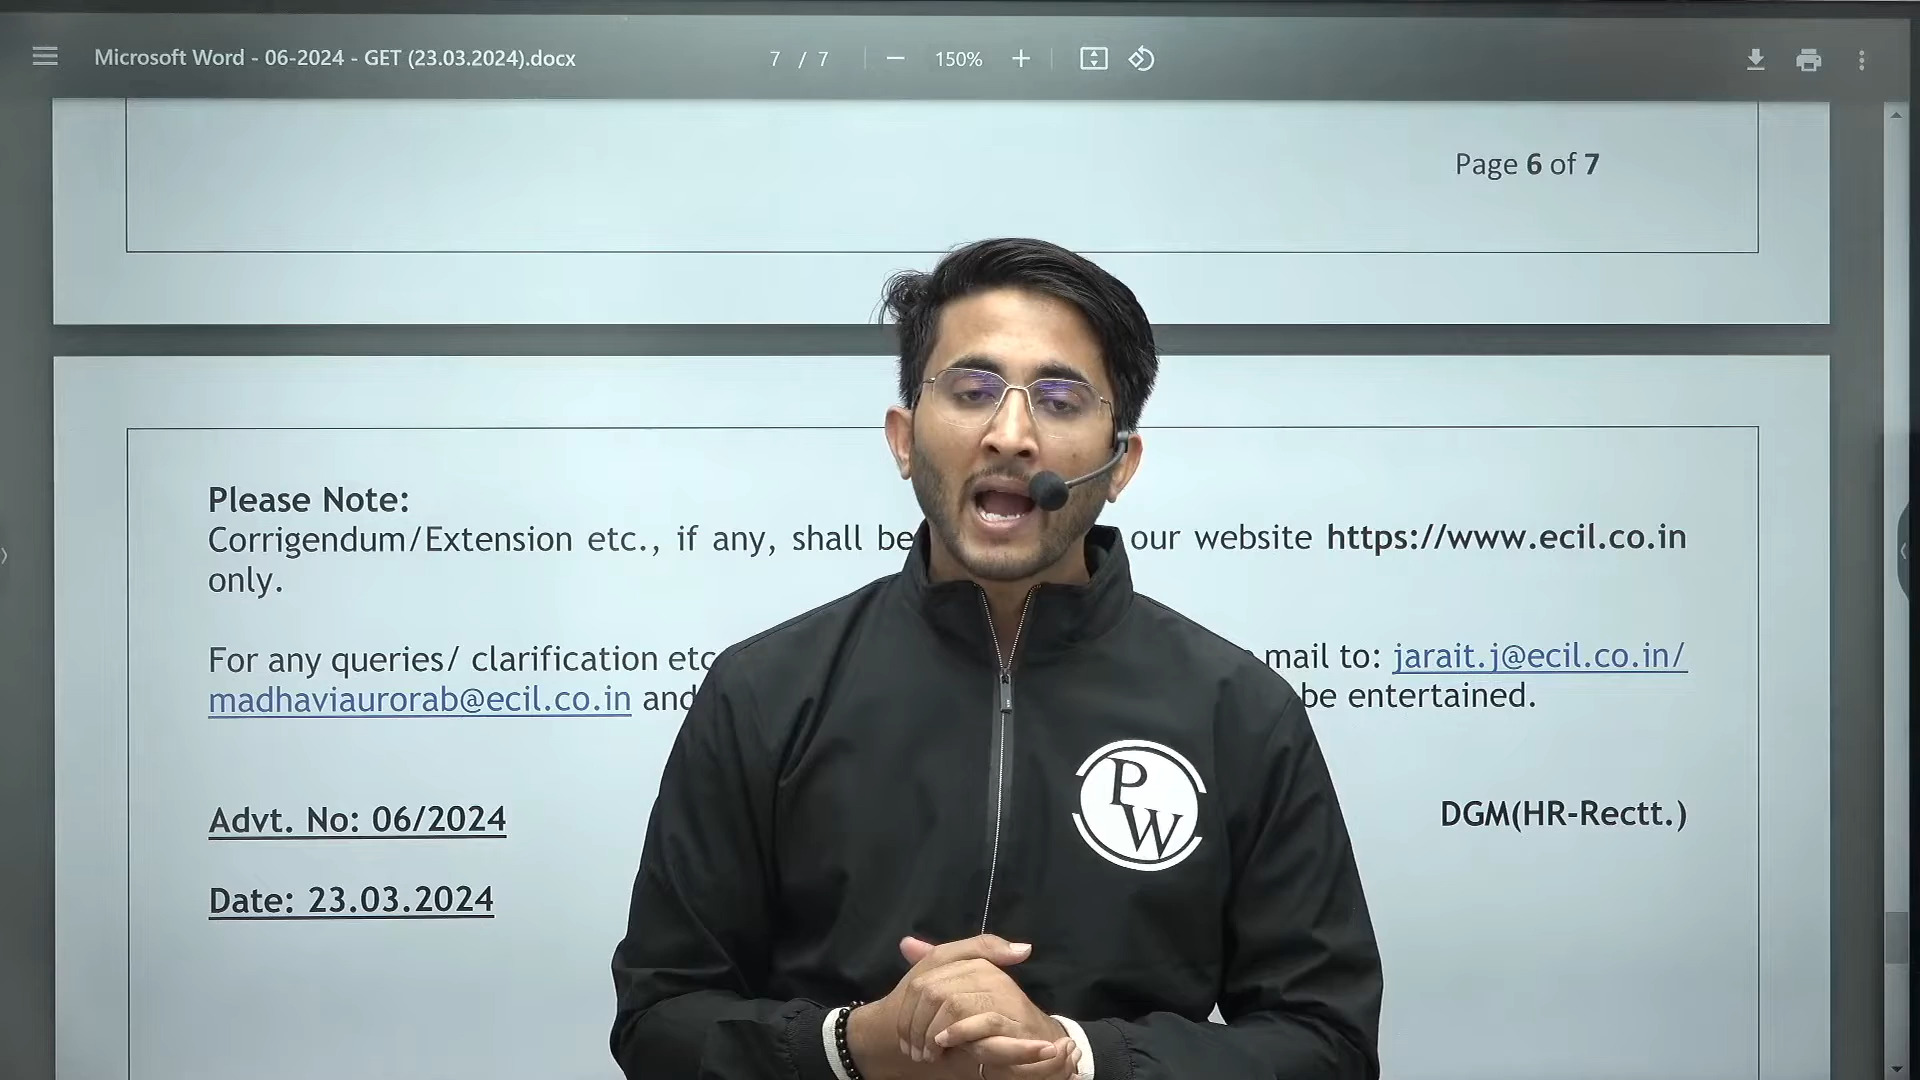 Microsoft Word - 06-2024 - GET (23.03.2024).docx
7 / 7
150%
Page 6 of 7
Please Note:
Corrigendum/Extension etc., if any, shall be our website https://www.ecil.co.in
only.
For any queries/ clarification etc mail to: jarait.j@ecil.co.in/
madhaviaurorab@ecil.co.in and be entertained.
Advt. No: 06/2024
DGM(HR-Rectt.)
Date: 23.03.2024
PW